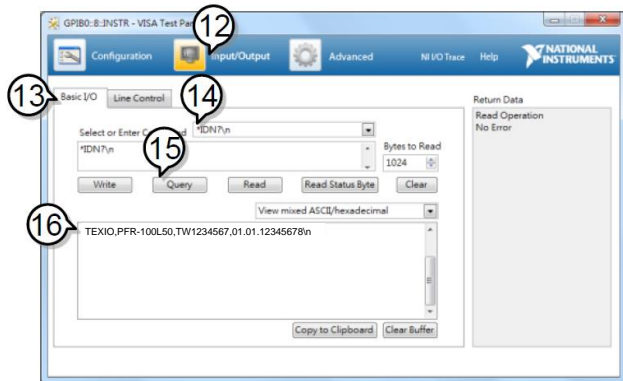 GPIB0::8::INSTR - VISA Test Pa
12
Configuration
Input/Output
Advanced
NI I/O Trace
Help
NATIONAL INSTRUMENTS
13
Basic I/O
Line Control
14
Return Data
Read Operation
No Error
Select or Enter Co d
*IDN?\n
*IDN?\n
15
Bytes to Read
1024
Write
Query
Read
Read Status Byte
Clear
View mixed ASCII/hexadecimal
16
TEXIO,PFR-100L50,TW1234567,01.01.12345678\n
Copy to Clipboard
Clear Buffer